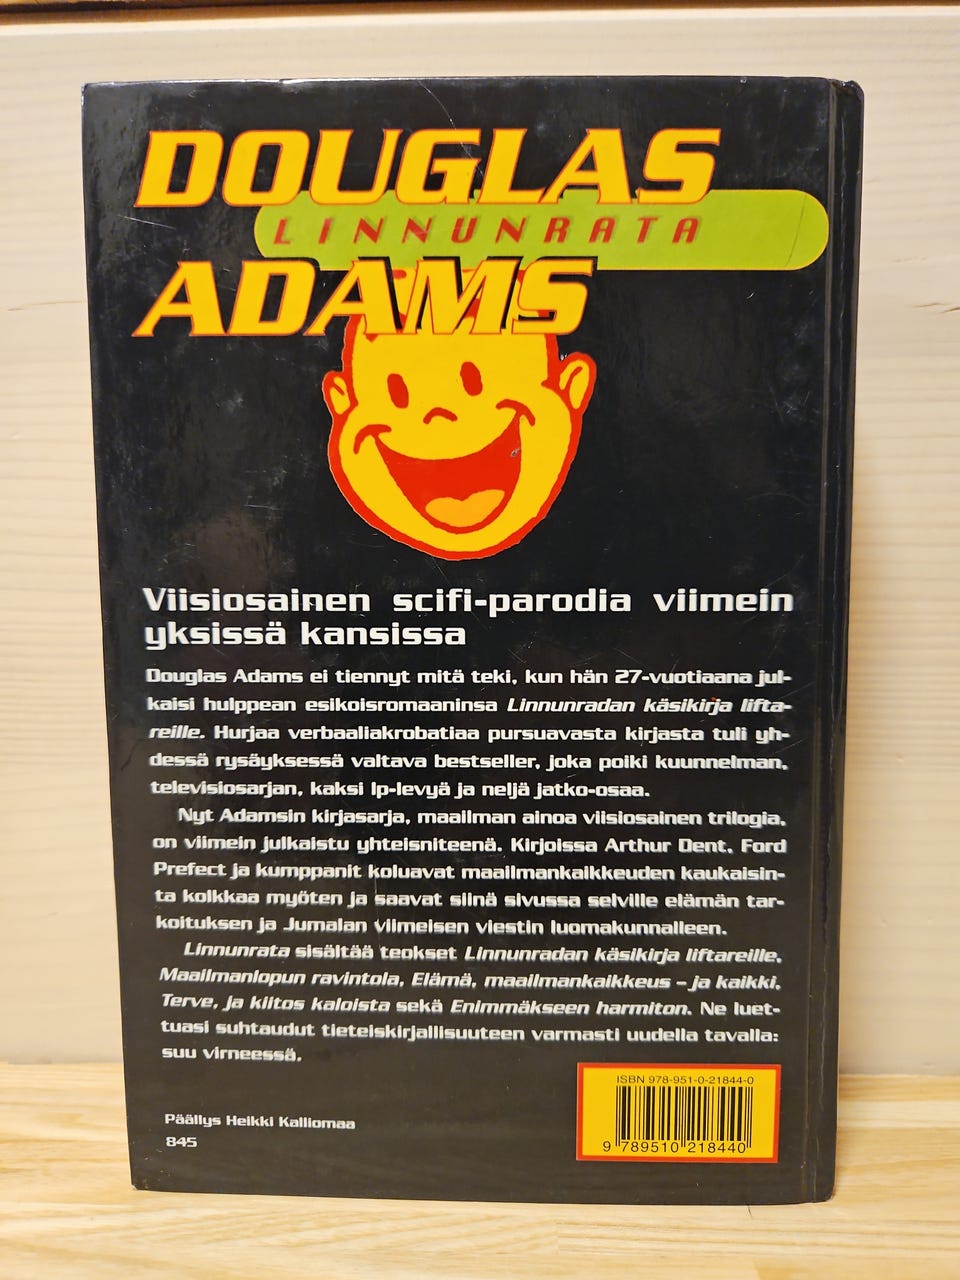 DOUGLAS
LINNUNRATA
ADAMS
Viisiosainen scifi-parodia viimein
yksissä kansissa
Douglas Adams ei tiennyt mitä teki, kun hän 27-vuotiaana jul-
kaisi hulppean esikoisromaaninsa Linnunradan käsikirja lifta-
reille. Hurjaa verbaaliakrobatiaa pursuavasta kirjasta tuli yh-
dessä rysäyksessä valtava bestseller, joka poiki kuunnelman,
televisiosarjan, kaksi lp-levyä ja neljä jatko-osaa.
Nyt Adamsin kirjasarja, maailman ainoa viisiosainen trilogia,
on viimein julkaistu yhteisniteenä. Kirjoissa Arthur Dent, Ford
Prefect ja kumppanit koluavat maailmankaikkeuden kaukaisin-
ta kolkkaa myöten ja saavat siinä sivussa selville elämän tar-
koituksen ja Jumalan viimeisen viestin luomakunnalleen.
Linnunrata sisältää teokset Linnunradan käsikirja liftareille,
Maailmanlopun ravintola, Elämä, maailmankaikkeus – ja kaikki,
Terve, ja kiitos kaloista sekä Enimmäkseen harmiton. Ne luet-
tuasi suhtaudut tieteiskirjallisuuteen varmasti uudella tavalla:
suu virneessä.
Päällys Heikki Kalliomaa
845
ISBN 978-951-0-21844-0
9 789510 218440